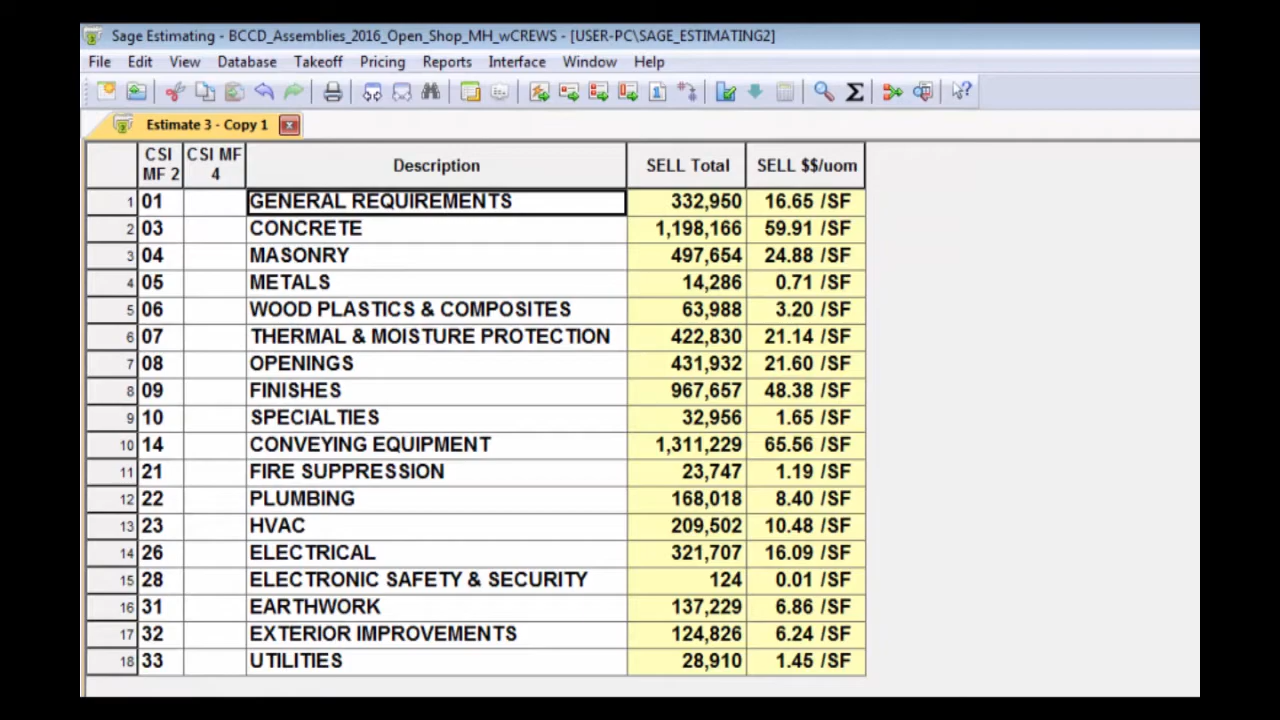 Sage Estimating - BCCD_Assemblies_2016_Open_Shop_MH_wCREWS - [USER-PC\SAGE_ESTIMATING2]
File Edit View Database Takeoff Pricing Reports Interface Window Help
Estimate 3 - Copy 1
CSI MF 2 CSI MF 4 Description SELL Total SELL $$/uom
1 01 GENERAL REQUIREMENTS 332,950 16.65 /SF
2 03 CONCRETE 1,198,166 59.91 /SF
3 04 MASONRY 497,654 24.88 /SF
4 05 METALS 14,286 0.71 /SF
5 06 WOOD PLASTICS & COMPOSITES 63,988 3.20 /SF
6 07 THERMAL & MOISTURE PROTECTION 422,830 21.14 /SF
7 08 OPENINGS 431,932 21.60 /SF
8 09 FINISHES 967,657 48.38 /SF
9 10 SPECIALTIES 32,956 1.65 /SF
10 14 CONVEYING EQUIPMENT 1,311,229 65.56 /SF
11 21 FIRE SUPPRESSION 23,747 1.19 /SF
12 22 PLUMBING 168,018 8.40 /SF
13 23 HVAC 209,502 10.48 /SF
14 26 ELECTRICAL 321,707 16.09 /SF
15 28 ELECTRONIC SAFETY & SECURITY 124 0.01 /SF
16 31 EARTHWORK 137,229 6.86 /SF
17 32 EXTERIOR IMPROVEMENTS 124,826 6.24 /SF
18 33 UTILITIES 28,910 1.45 /SF